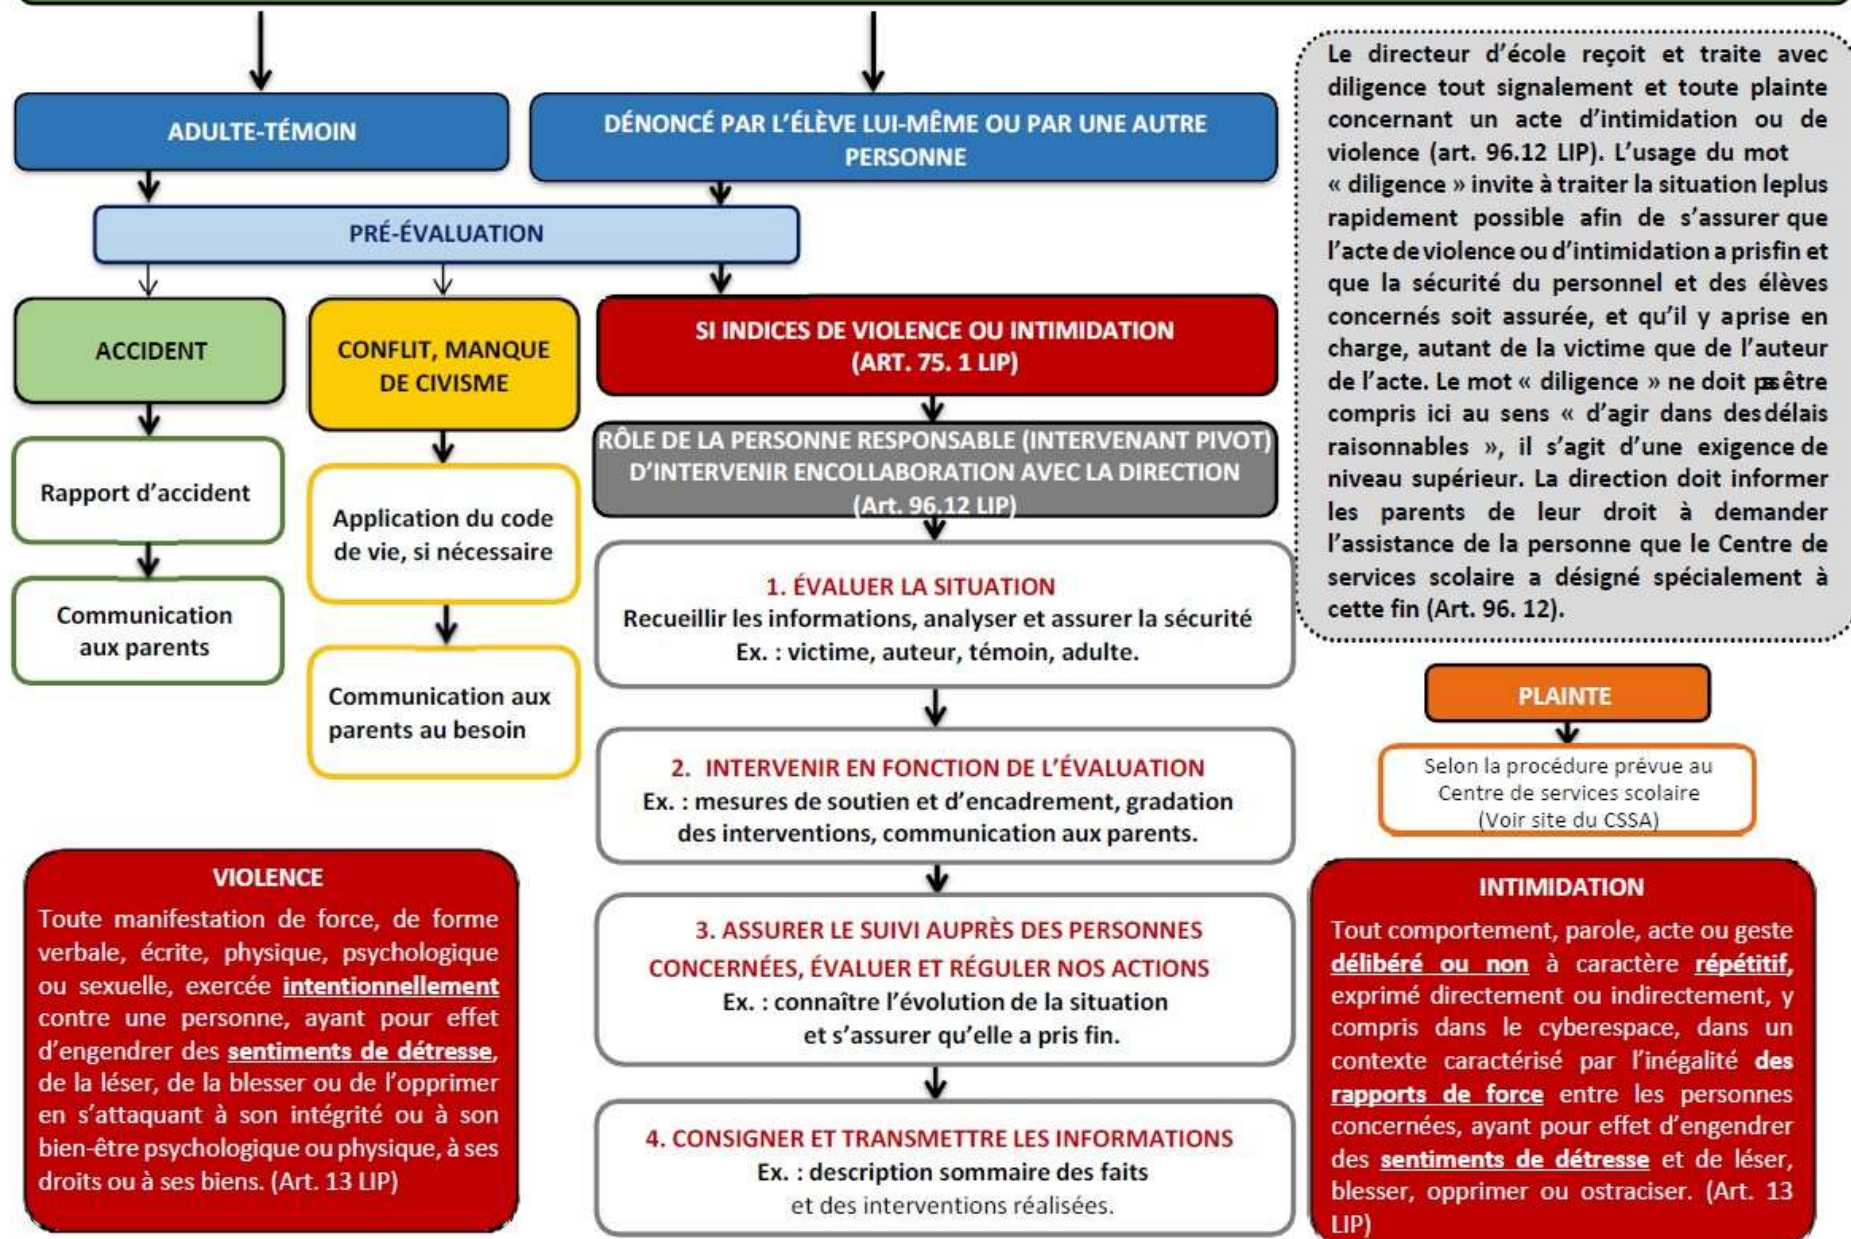 ADULTE-TÉMOIN
DÉNONCÉ PAR L'ÉLÈVE LUI-MÊME OU PAR UNE AUTRE
PERSONNE
PRÉ-ÉVALUATION
ACCIDENT
Rapport d'accident
Communication
aux parents
CONFLIT, MANQUE
DE CIVISME
Application du code
de vie, si nécessaire
Communication aux
parents au besoin
SI INDICES DE VIOLENCE OU INTIMIDATION
(ART. 75. 1 LIP)
RÔLE DE LA PERSONNE RESPONSABLE (INTERVENANT PIVOT)
D'INTERVENIR ENCOLLABORATION AVEC LA DIRECTION
(Art. 96.12 LIP)
1. ÉVALUER LA SITUATION
Recueillir les informations, analyser et assurer la sécurité
Ex. : victime, auteur, témoin, adulte.
2. INTERVENIR EN FONCTION DE L'ÉVALUATION
Ex. : mesures de soutien et d'encadrement, gradation
des interventions, communication aux parents.
3. ASSURER LE SUIVI AUPRÈS DES PERSONNES
CONCERNÉES, ÉVALUER ET RÉGULER NOS ACTIONS
Ex. : connaître l'évolution de la situation
et s'assurer qu'elle a pris fin.
4. CONSIGNER ET TRANSMETTRE LES INFORMATIONS
Ex. : description sommaire des faits
et des interventions réalisées.
Le directeur d'école reçoit et traite avec
diligence tout signalement et toute plainte
concernant un acte d'intimidation ou de
violence (art. 96.12 LIP). L'usage du mot
« diligence » invite à traiter la situation leplus
rapidement possible afin de s'assurer que
l'acte de violence ou d'intimidation a prisfin et
que la sécurité du personnel et des élèves
concernés soit assurée, et qu'il y aprise en
charge, autant de la victime que de l'auteur
de l'acte. Le mot « diligence » ne doit pas être
compris ici au sens « d'agir dans desdélais
raisonnables », il s'agit d'une exigence de
niveau supérieur. La direction doit informer
les parents de leur droit à demander
l'assistance de la personne que le Centre de
services scolaire a désigné spécialement à
cette fin (Art. 96. 12).
PLAINTE
Selon la procédure prévue au
Centre de services scolaire
(Voir site du CSSA)
VIOLENCE
Toute manifestation de force, de forme
verbale, écrite, physique, psychologique
ou sexuelle, exercée intentionnellement
contre une personne, ayant pour effet
d'engendrer des sentiments de détresse,
de la léser, de la blesser ou de l'opprimer
en s'attaquant à son intégrité ou à son
bien-être psychologique ou physique, à ses
droits ou à ses biens. (Art. 13 LIP)
INTIMIDATION
Tout comportement, parole, acte ou geste
délibéré ou non à caractère répétitif,
exprimé directement ou indirectement, y
compris dans le cyberespace, dans un
contexte caractérisé par l'inégalité des
rapports de force entre les personnes
concernées, ayant pour effet d'engendrer
des sentiments de détresse et de léser,
blesser, opprimer ou ostraciser. (Art. 13
LIP)